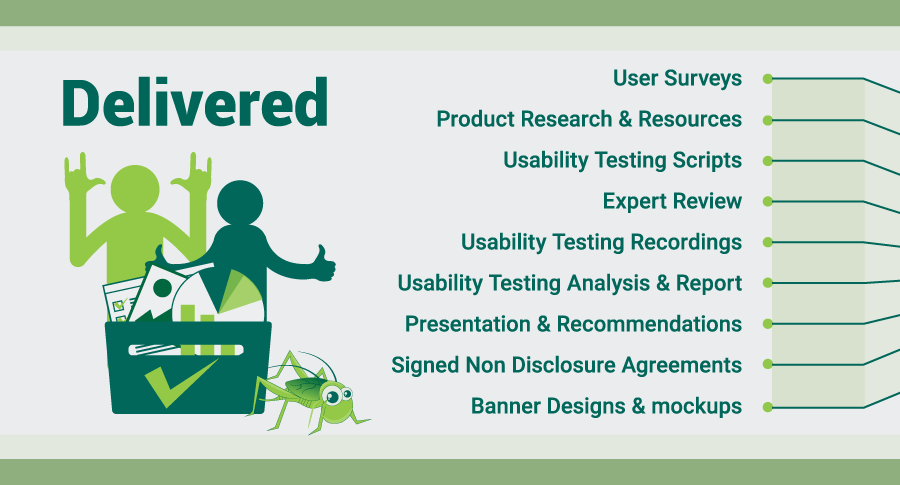 Delivered
User Surveys
Product Research & Resources
Usability Testing Scripts
Expert Review
Usability Testing Recordings
Usability Testing Analysis & Report
Presentation & Recommendations
Signed Non Disclosure Agreements
Banner Designs & mockups